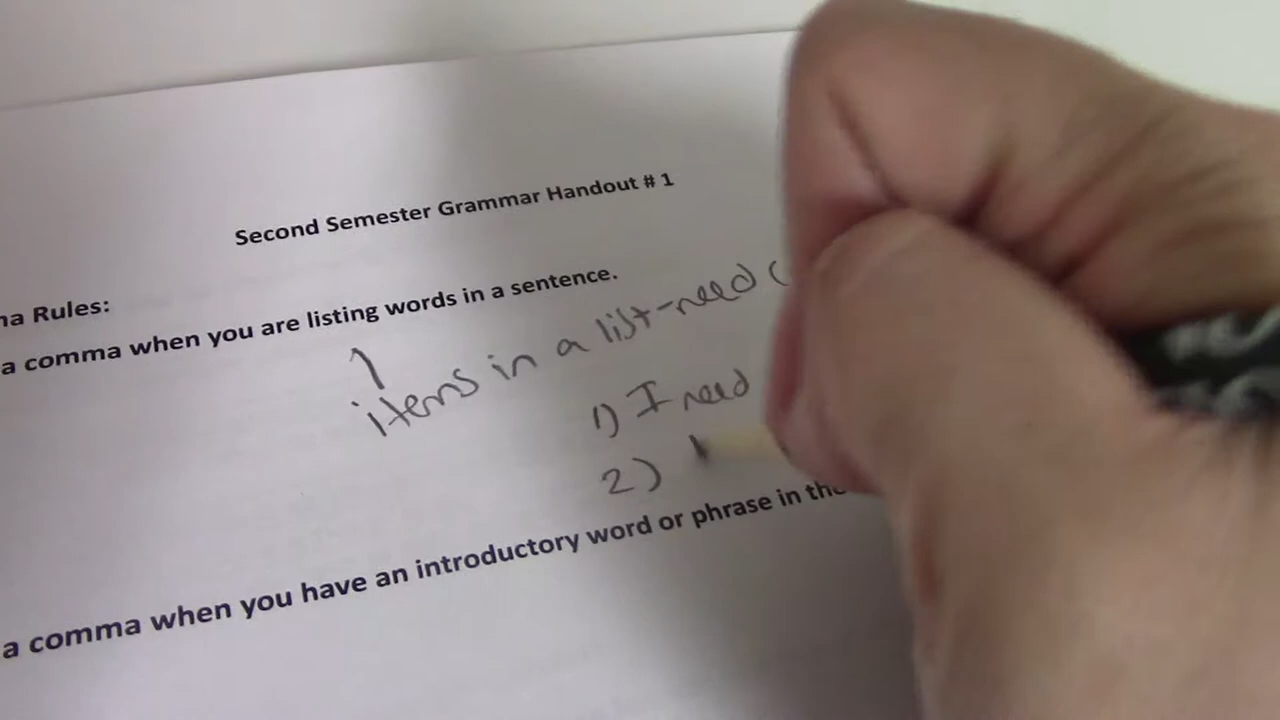 Second Semester Grammar Handout # 1
Rules:
a comma when you are listing words in a sentence.
items in a list-need
1) I need
2)
a comma when you have an introductory word or phrase in the